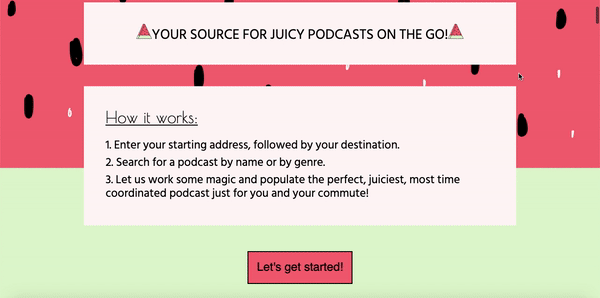 YOUR SOURCE FOR JUICY PODCASTS ON THE GO!
How it works:
1. Enter your starting address, followed by your destination.
2. Search for a podcast by name or by genre.
3. Let us work some magic and populate the perfect, juiciest, most time
coordinated podcast just for you and your commute!
Let's get started!